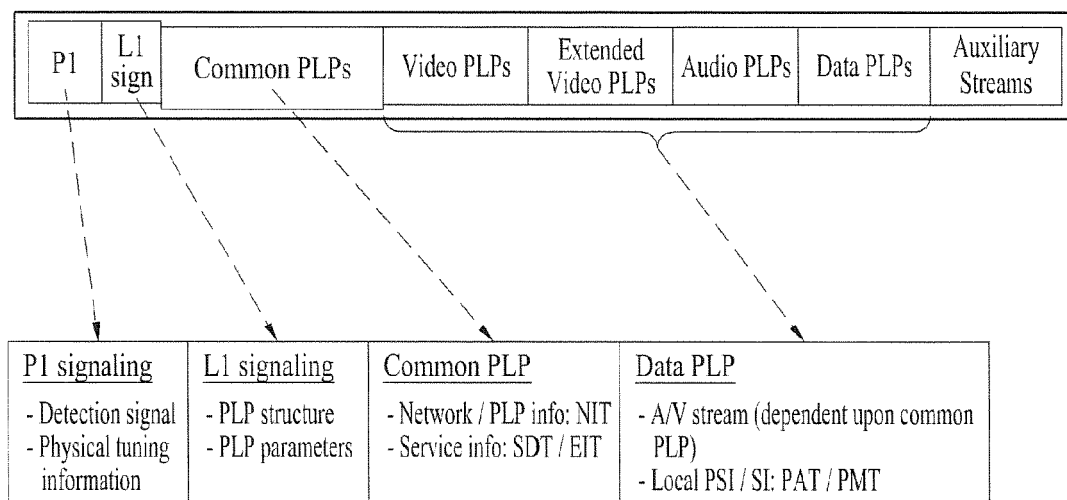 P1
L1
sign
Common PLPs
Video PLPs
Extended
Video PLPs
Audio PLPs
Data PLPs
Auxiliary
Streams
P1 signaling
- Detection signal
- Physical tuning
information
L1 signaling
- PLP structure
- PLP parameters
Common PLP
- Network / PLP info: NIT
- Service info: SDT / EIT
Data PLP
- A/V stream (dependent upon common
PLP)
- Local PSI / SI: PAT / PMT